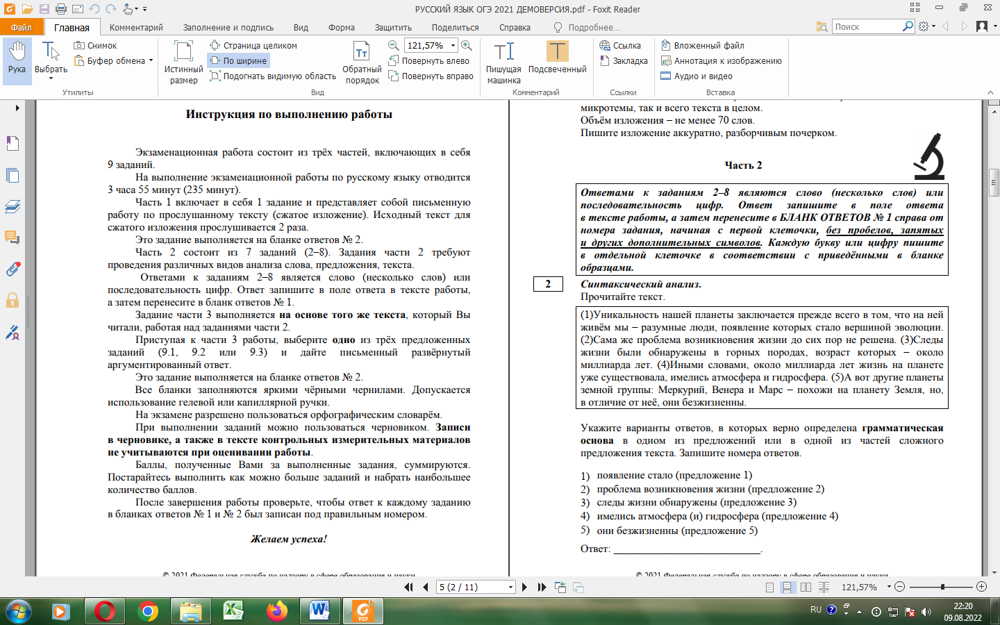 РУССКИЙ ЯЗЫК ОГЭ 2021 ДЕМОВЕРСИЯ.pdf - Foxit Reader
Файл
Главная
Комментарий
Заполнение и подпись
Вид
Форма
Защитить
Поделиться
Справка
Подробнее...
Поиск
Рука
Выбрать
Снимок
Буфер обмена
Утилиты
Истинный размер
Страница целиком
По ширине
Подогнать видимую область
Обратный порядок
121,57%
Повернуть влево
Повернуть вправо
Вид
Пишущая машинка
Подсвеченный
Комментарий
Ссылка
Закладка
Ссылки
Вложенный файл
Аннотация к изображению
Аудио и видео
Вставка
Инструкция по выполнению работы
Экзаменационная работа состоит из трёх частей, включающих в себя
9 заданий.
На выполнение экзаменационной работы по русскому языку отводится
3 часа 55 минут (235 минут).
Часть 1 включает в себя 1 задание и представляет собой письменную
работу по прослушанному тексту (сжатое изложение). Исходный текст для
сжатого изложения прослушивается 2 раза.
Это задание выполняется на бланке ответов № 2.
Часть 2 состоит из 7 заданий (2–8). Задания части 2 требуют
проведения различных видов анализа слова, предложения, текста.
Ответами к заданиям 2–8 является слово (несколько слов) или
последовательность цифр. Ответ запишите в поле ответа в тексте работы,
а затем перенесите в бланк ответов № 1.
Задание части 3 выполняется на основе того же текста, который Вы
читали, работая над заданиями части 2.
Приступая к части 3 работы, выберите одно из трёх предложенных
заданий (9.1, 9.2 или 9.3) и дайте письменный развёрнутый
аргументированный ответ.
Это задание выполняется на бланке ответов № 2.
Все бланки заполняются яркими чёрными чернилами. Допускается
использование гелевой или капиллярной ручки.
На экзамене разрешено пользоваться орфографическим словарём.
При выполнении заданий можно пользоваться черновиком. Записи
в черновике, а также в тексте контрольных измерительных материалов
не учитываются при оценивании работы.
Баллы, полученные Вами за выполненные задания, суммируются.
Постарайтесь выполнить как можно больше заданий и набрать наибольшее
количество баллов.
После завершения работы проверьте, чтобы ответ к каждому заданию
в бланках ответов № 1 и № 2 был записан под правильным номером.
Желаем успеха!
© 2021 Федеральная служба по надзору в сфере образования и науки
микротемы, так и всего текста в целом.
Объём изложения – не менее 70 слов.
Пишите изложение аккуратно, разборчивым почерком.
Часть 2
Ответами к заданиям 2–8 являются слово (несколько слов) или
последовательность цифр. Ответ запишите в поле ответа
в тексте работы, а затем перенесите в БЛАНК ОТВЕТОВ № 1 справа от
номера задания, начиная с первой клеточки, без пробелов, запятых
и других дополнительных символов. Каждую букву или цифру пишите
в отдельной клеточке в соответствии с приведёнными в бланке
образцами.
2
Синтаксический анализ.
Прочитайте текст.
(1)Уникальность нашей планеты заключается прежде всего в том, что на ней
живём мы – разумные люди, появление которых стало вершиной эволюции.
(2)Сама же проблема возникновения жизни до сих пор не решена. (3)Следы
жизни были обнаружены в горных породах, возраст которых – около
миллиарда лет. (4)Иными словами, около миллиарда лет жизнь на планете
уже существовала, имелись атмосфера и гидросфера. (5)А вот другие планеты
земной группы: Меркурий, Венера и Марс – похожи на планету Земля, но,
в отличие от неё, они безжизненны.
Укажите варианты ответов, в которых верно определена грамматическая
основа в одном из предложений или в одной из частей сложного
предложения текста. Запишите номера ответов.
1) появление стало (предложение 1)
2) проблема возникновения жизни (предложение 2)
3) следы жизни обнаружены (предложение 3)
4) имелись атмосфера (и) гидросфера (предложение 4)
5) они безжизненны (предложение 5)
Ответ: ___________________________.
© 2021 Федеральная служба по надзору в сфере образования и науки
5 (2 / 11)
121,57%
RU
22:20
09.08.2022